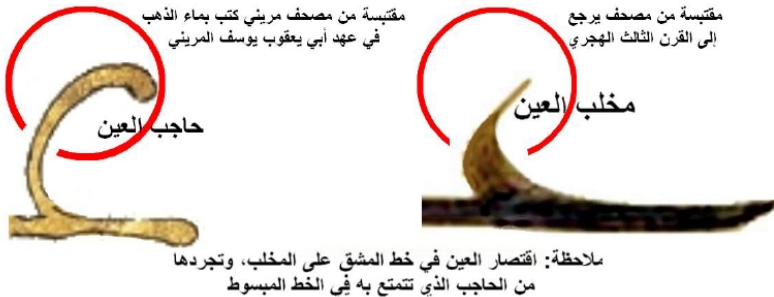 مقتبسة من مصحف يرجع
إلى القرن الثالث الهجري
مخلب العين
مقتبسة من مصحف مريني كتب بماء الذهب
في عهد أبي يعقوب يوسف المريني
حاجب العين
ملاحظة: اقتصار العين في خط المشق على المخلب، وتجردها
من الحاجب الذي تتمتع به في الخط المبسوط